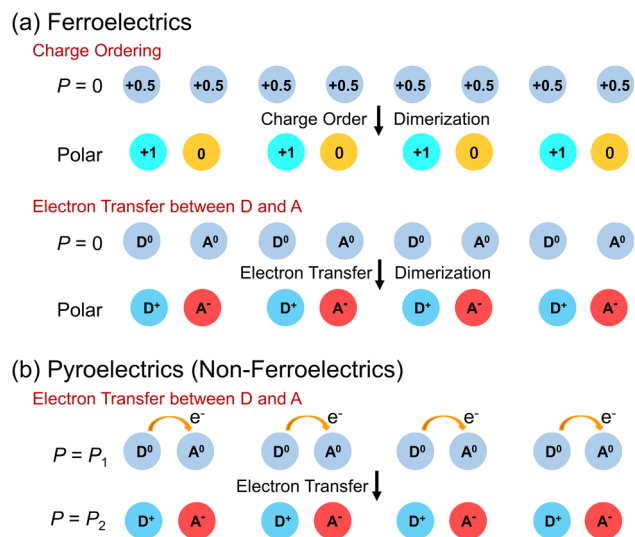 (a) Ferroelectrics
Charge Ordering
P = 0 +0.5 +0.5 +0.5 +0.5 +0.5 +0.5 +0.5 +0.5
Charge Order Dimerization
Polar +1 0 +1 0 +1 0 +1 0
Electron Transfer between D and A
P = 0 D⁰ A⁰ D⁰ A⁰ D⁰ A⁰ D⁰ A⁰
Electron Transfer Dimerization
Polar D⁺ A⁻ D⁺ A⁻ D⁺ A⁻ D⁺ A⁻
(b) Pyroelectrics (Non-Ferroelectrics)
Electron Transfer between D and A
e⁻ e⁻ e⁻ e⁻
P = P₁ D⁰ A⁰ D⁰ A⁰ D⁰ A⁰ D⁰ A⁰
Electron Transfer
P = P₂ D⁺ A⁻ D⁺ A⁻ D⁺ A⁻ D⁺ A⁻